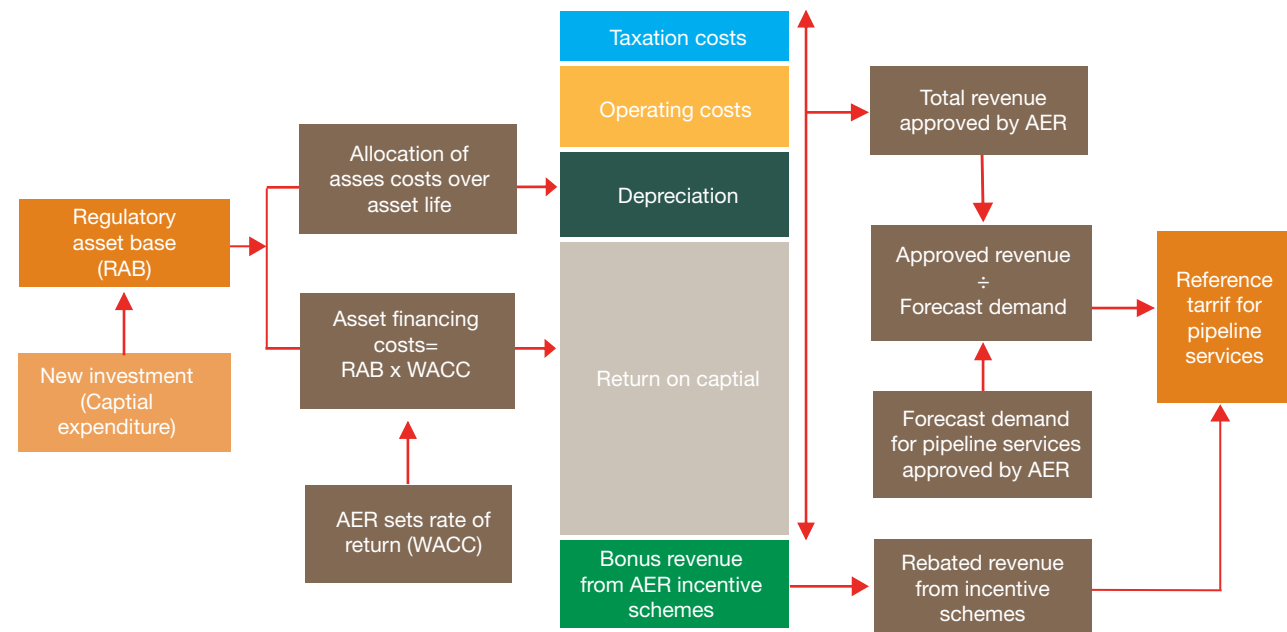 Regulatory
asset base
(RAB)
New investment
(Captial
expenditure)
Allocation of
asses costs over
asset life
Asset financing
costs=
RAB x WACC
AER sets rate of
return (WACC)
Taxation costs
Operating costs
Depreciation
Return on captial
Bonus revenue
from AER incentive
schemes
Total revenue
approved by AER
Approved revenue
÷
Forecast demand
Forecast demand
for pipeline services
approved by AER
Rebated revenue
from incentive
schemes
Reference
tarrif for
pipeline
services